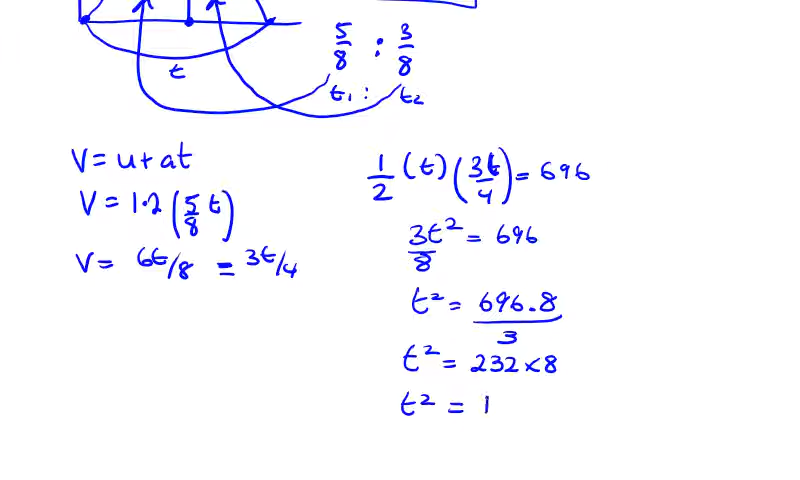 5/8 : 3/8
t
t₁ : t₂
V = u + at
V = 1.2 (5/8 t)
V = 6t/8 = 3t/4
1/2 (t) (3t/4) = 696
3t²/8 = 696
t² = 696.8/3
t² = 232 × 8
t² = 1